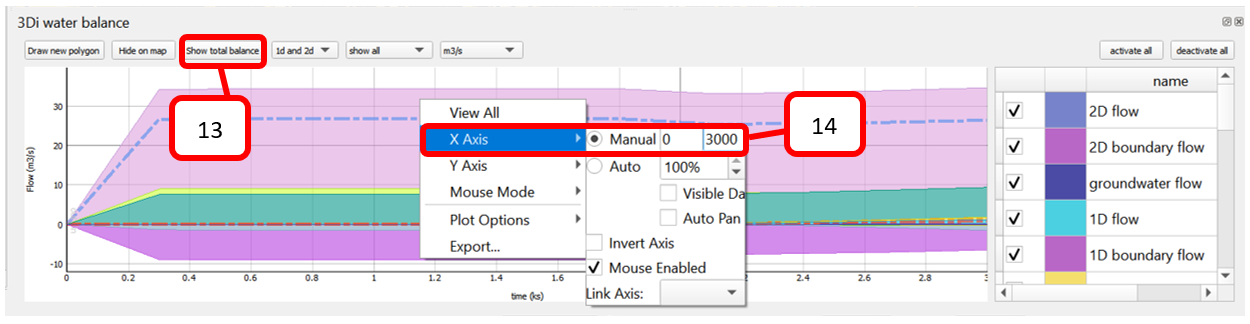 3Di water balance
Draw new polygon Hide on map Show total balance 1d and 2d show all m3/s activate all deactivate all
13
14
Flow (m3/s)
30
20
10
0
-10
0 0.2 0.4 0.6 0.8 1 1.2 1.4 1.6 2.2 2.4 2.6 2.8 3
time (ks)
View All
X Axis
Y Axis
Mouse Mode
Plot Options
Export...
Manual 0 3000
Auto 100%
Visible Da
Auto Pan
Invert Axis
Mouse Enabled
Link Axis:
name
2D flow
2D boundary flow
groundwater flow
1D flow
1D boundary flow